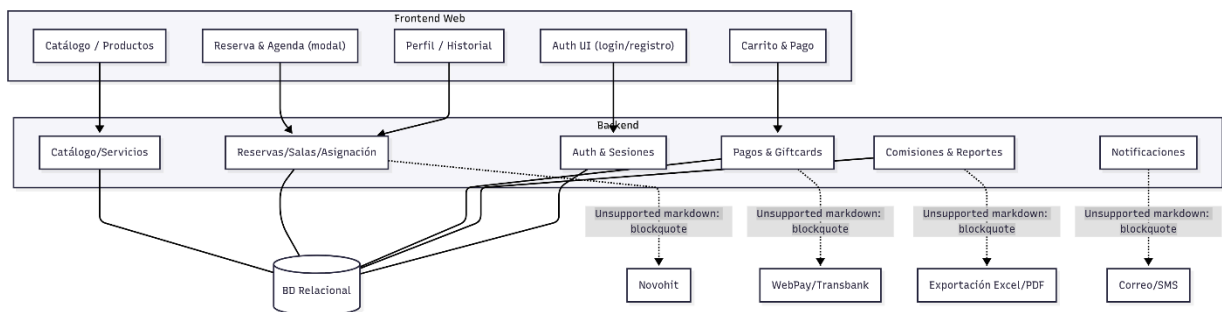 Frontend Web
Catálogo / Productos
Reserva & Agenda (modal)
Perfil / Historial
Auth UI (login/registro)
Carrito & Pago
Backend
Catálogo/Servicios
Reservas/Salas/Asignación
Auth & Sesiones
Pagos & Giftcards
Comisiones & Reportes
Notificaciones
Unsupported markdown:
blockquote
Unsupported markdown:
blockquote
Unsupported markdown:
blockquote
Unsupported markdown:
blockquote
BD Relacional
Novohit
WebPay/Transbank
Exportación Excel/PDF
Correo/SMS